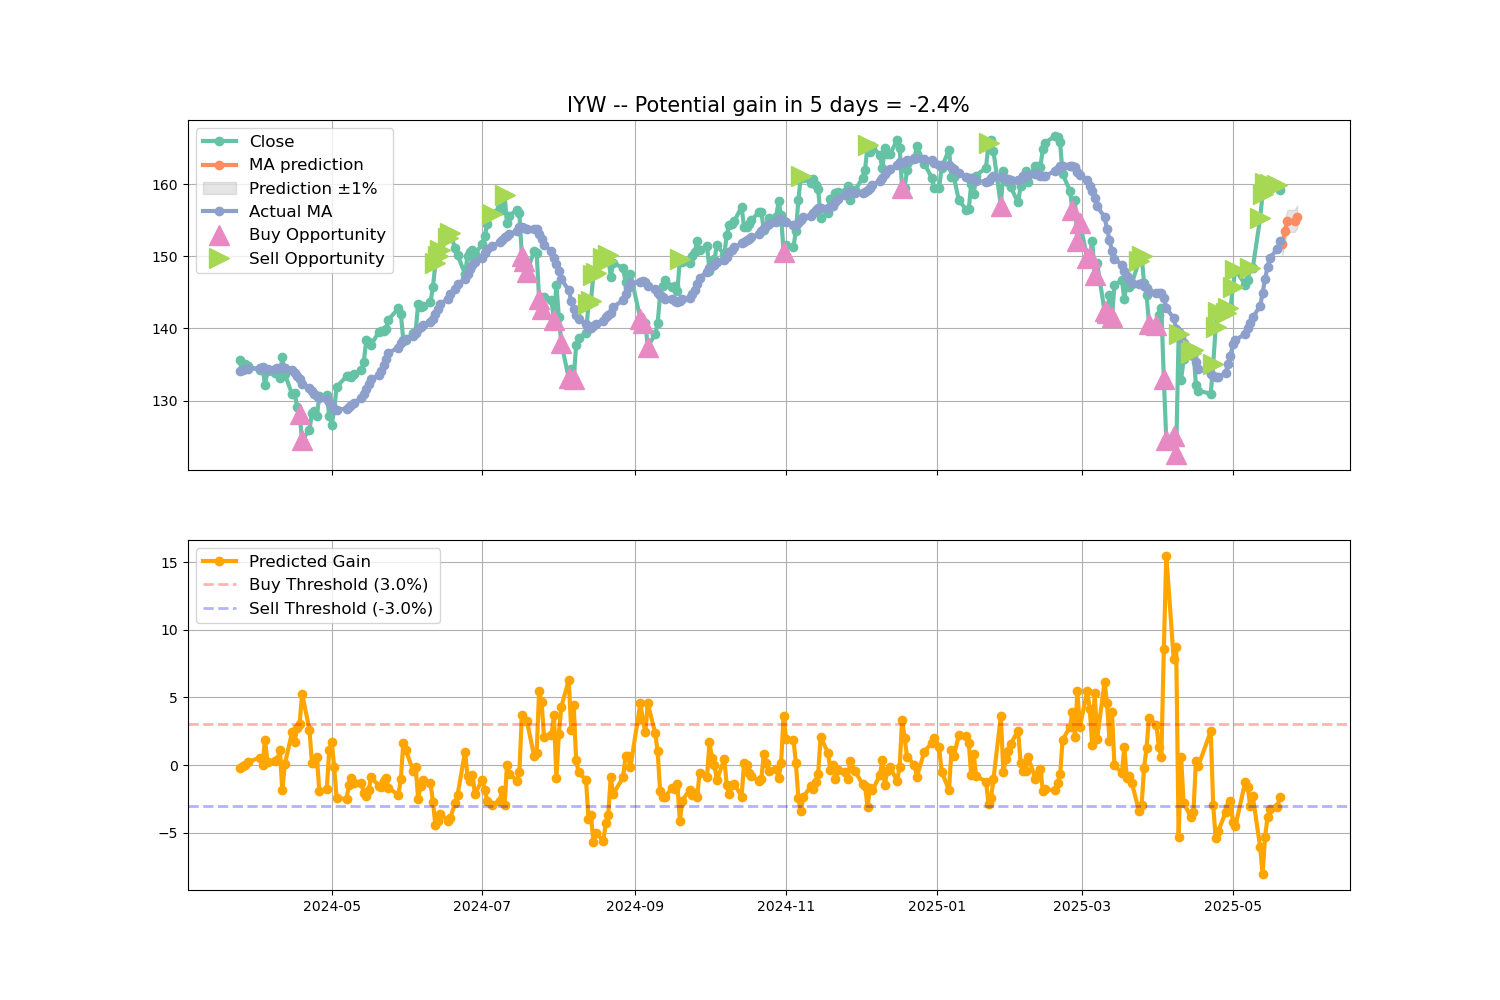 IYW -- Potential gain in 5 days = -2.4%
Close
MA prediction
Prediction ±1%
Actual MA
Buy Opportunity
Sell Opportunity
160
150
140
130
Predicted Gain
Buy Threshold (3.0%)
Sell Threshold (-3.0%)
15
10
5
0
−5
2024-05 2024-07 2024-09 2024-11 2025-01 2025-03 2025-05